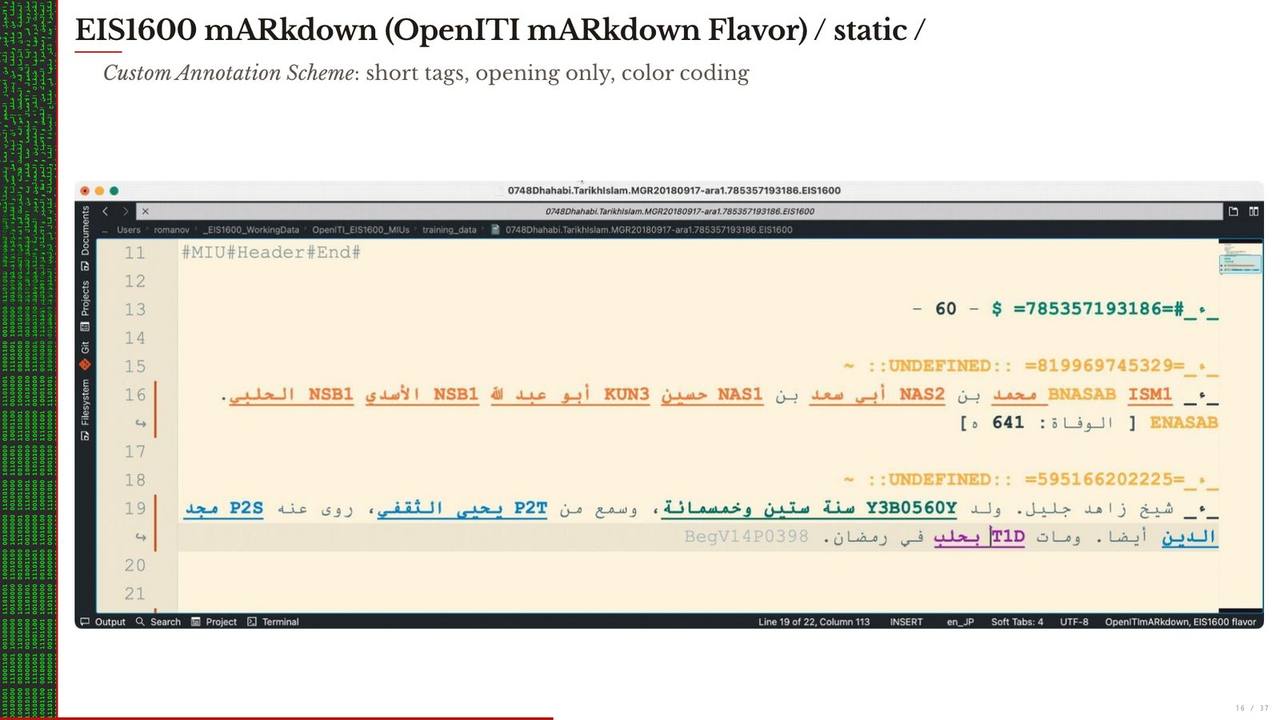 EIS1600 mARkdown (OpenITI mARkdown Flavor) / static /
Custom Annotation Scheme: short tags, opening only, color coding
0748Dhahabi.TarikhIslam.MGR20180917-ara1.785357193186.EIS1600
0748Dhahabi.TarikhIslam.MGR20180917-ara1.785357193186.EIS1600
… Users › romanov › _EIS1600_WorkingData › OpenITI_EIS1600_MIUs › training_data › 0748Dhahabi.TarikhIslam.MGR20180917-ara1.785357193186.EIS1600
Documents
Projects
Git
Filesystem
11 #MIU#Header#End#
12
13 _ء_#=785357193186= $ - 60 -
14
15 _ء_=819969745329= ::UNDEFINED:: ~
16 _ء_ ISM1 محمد BNASAB بن NAS2 أبي سعد بن NAS1 حسين KUN3 أبو عبد الله NSB1 الأسدي NSB1 الحلبي.
ENASAB [ الوفاة: 641 ه]
17
18 _ء_=595166202225= ::UNDEFINED:: ~
19 _ء_ شيخ زاهد جليل. ولد Y3B0560Y سنة ستين وخمسمائة، وسمع من P2T يحيى الثقفي، روى عنه P2S مجد
الدين أيضا. ومات T1D بحلب في رمضان. BegV14P0398
20
21
Output Search Project Terminal Line 19 of 22, Column 113 INSERT en_JP Soft Tabs: 4 UTF-8 OpenITImARkdown, EIS1600 flavor
16 / 37